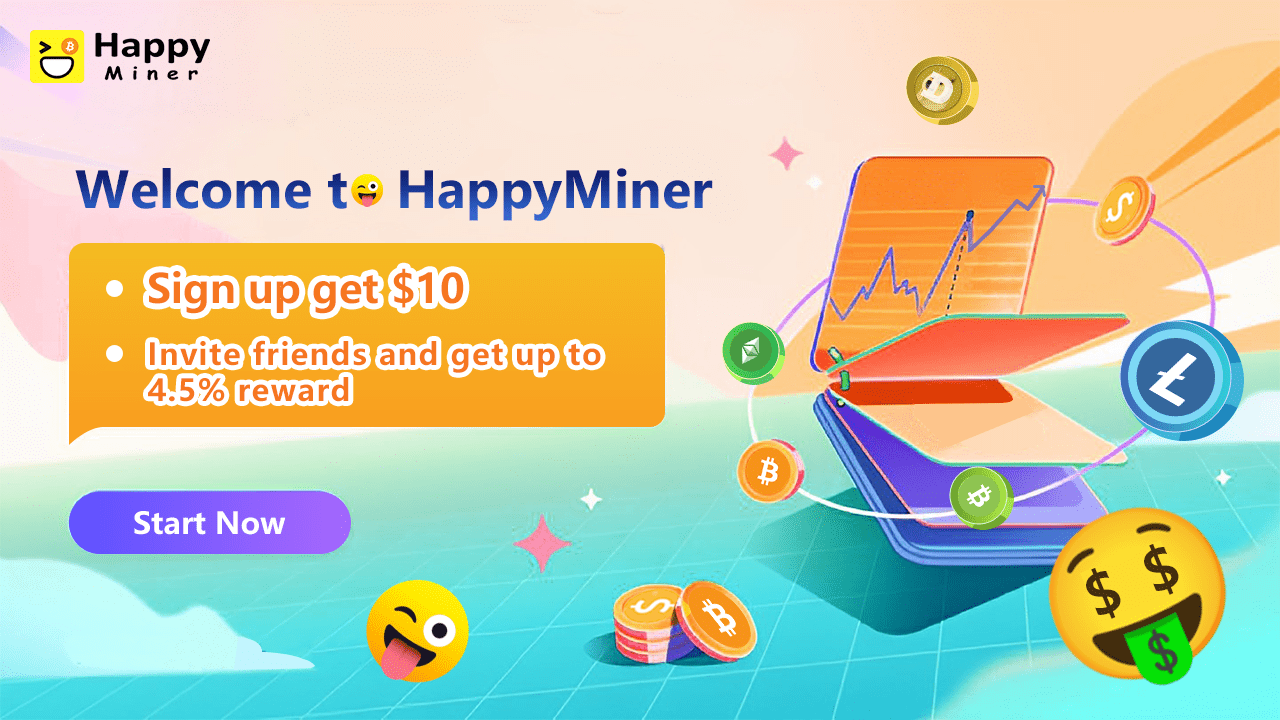 Happy
Miner
Welcome to HappyMiner
Sign up get $10
Invite friends and get up to
4.5% reward
Start Now